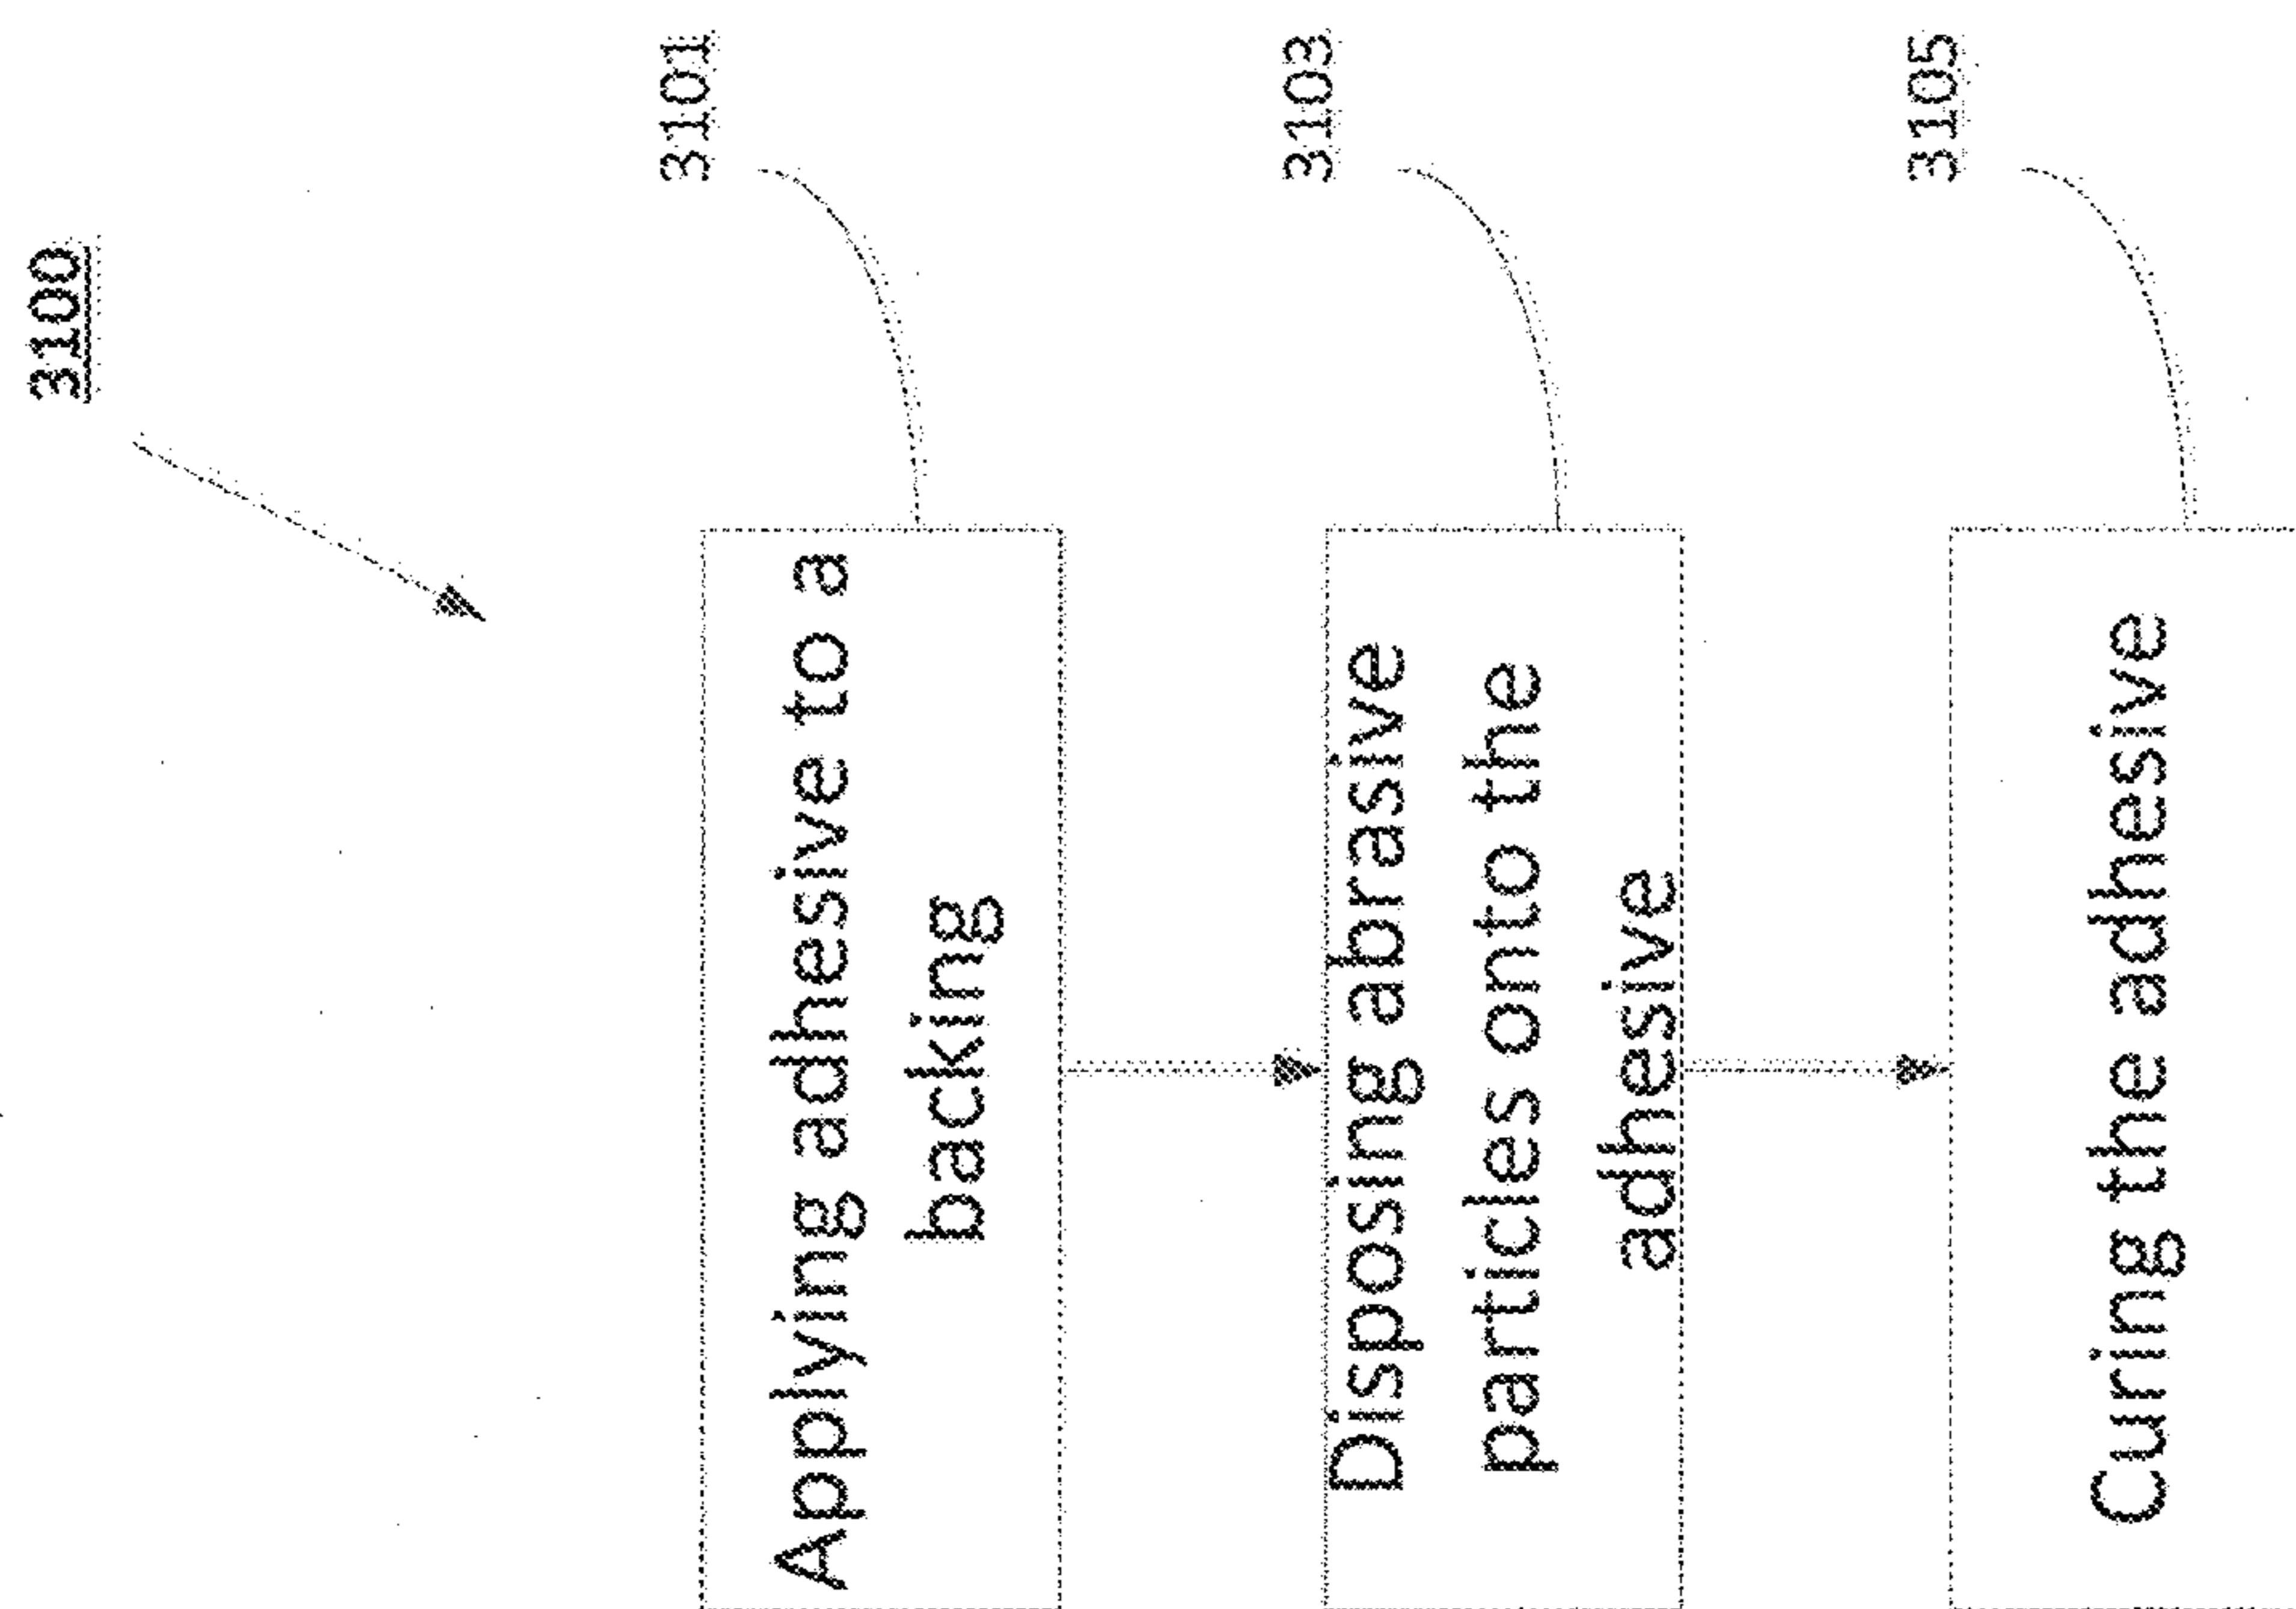 3100
3101
Applying adhesive to a
backing
3103
Disposing abrasive
particles onto the
adhesive
3105
Curing the adhesive